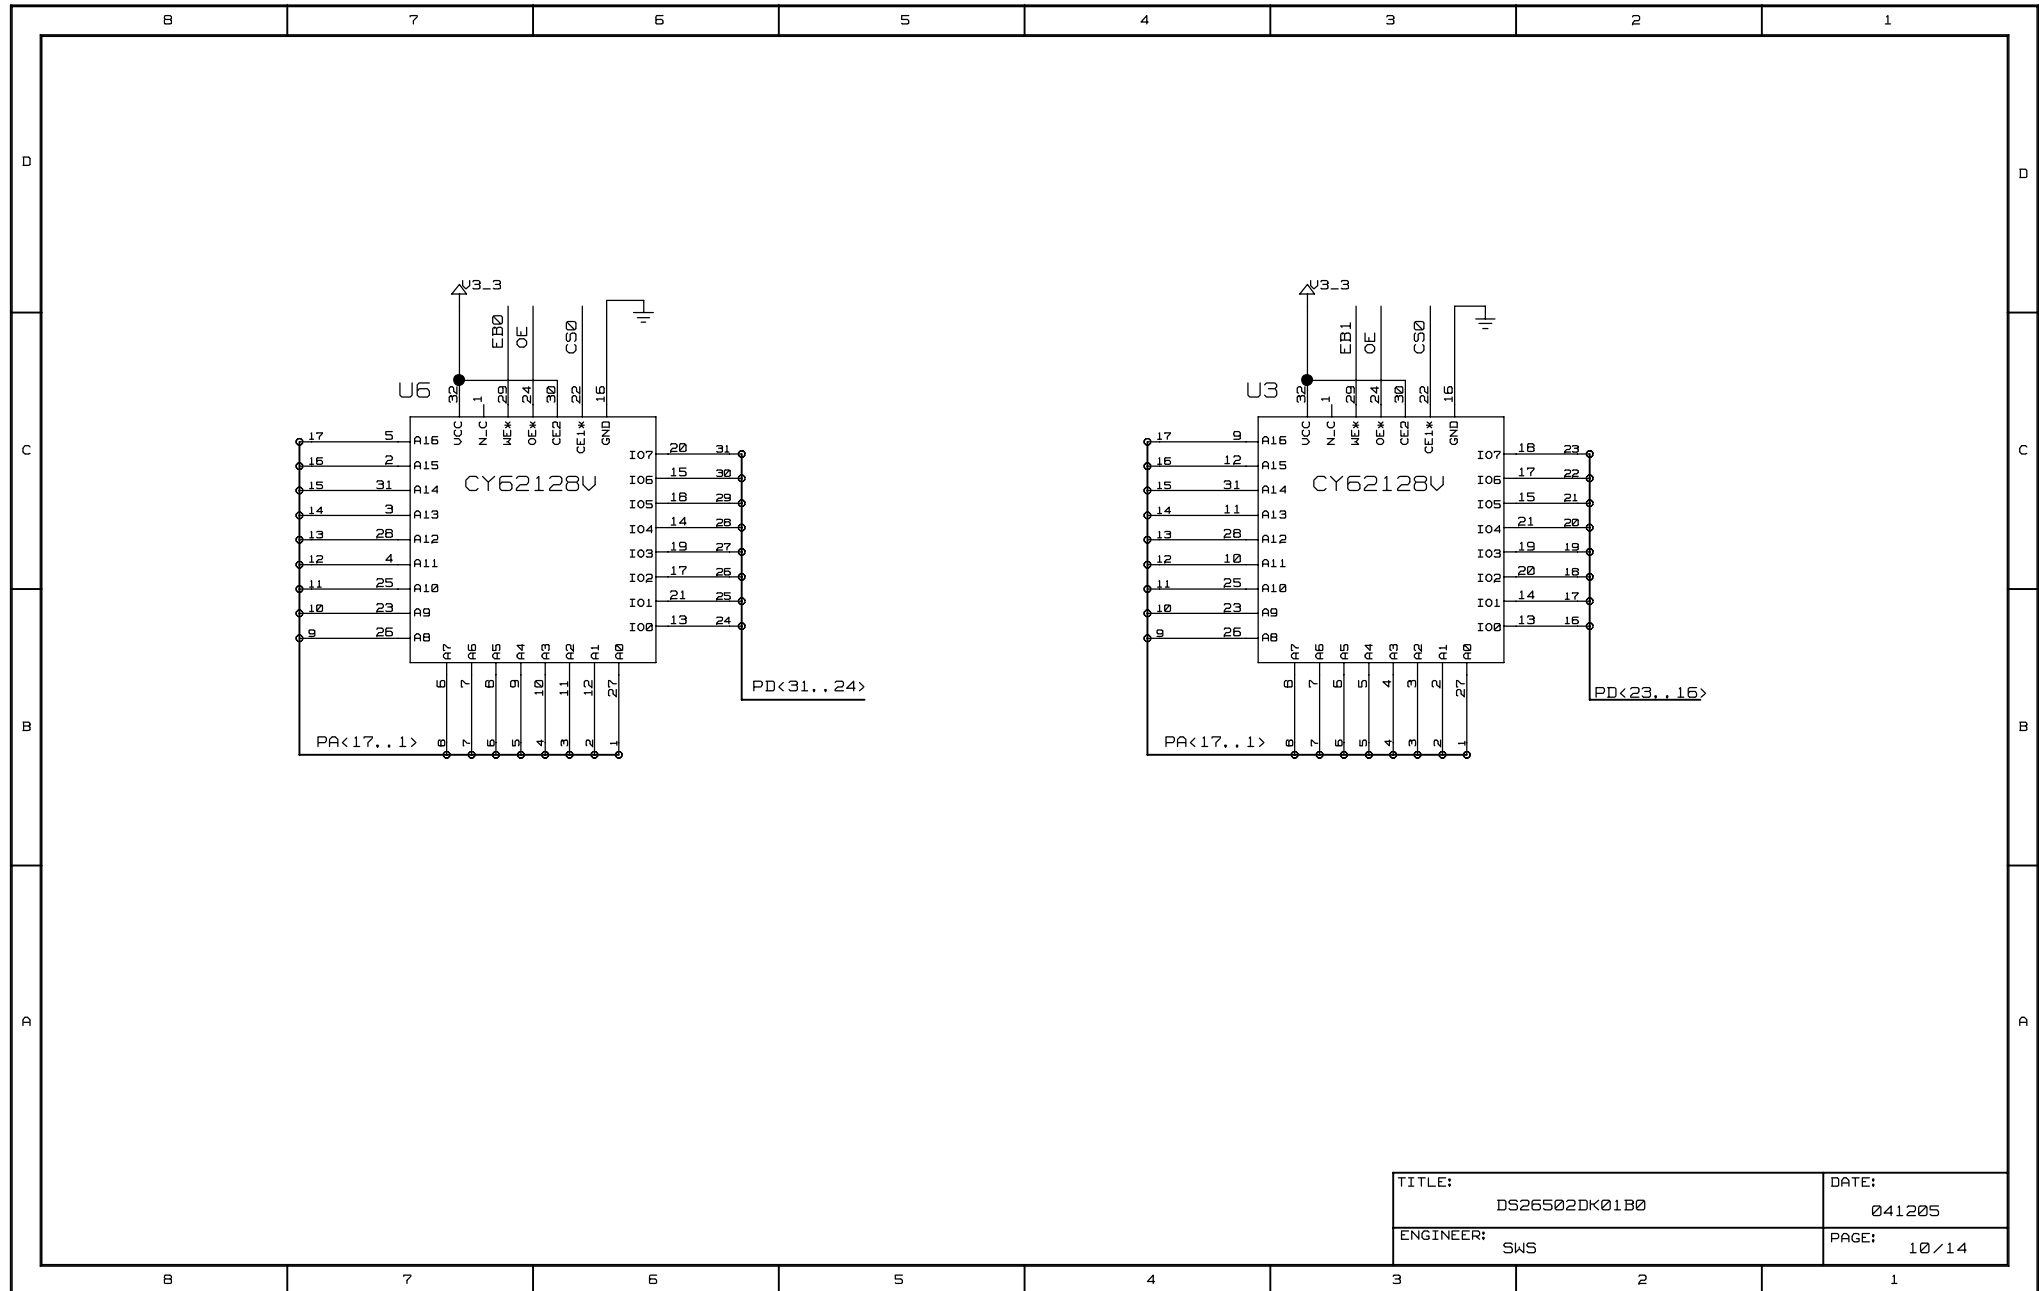 8 7 6 5 4 3 2 1
D D
C C
B B
A A
V3_3
EB0
OE
CS0
U6
32 1 29 24 30 22 16
VCC N_C WE* OE* CE2 CE1* GND
CY62128V
17 5 A16
16 2 A15
15 31 A14
14 3 A13
13 28 A12
12 4 A11
11 25 A10
10 23 A9
9 26 A8
IO7 20 31
IO6 15 30
IO5 18 29
IO4 14 28
IO3 19 27
IO2 17 26
IO1 21 25
IO0 13 24
A7 A6 A5 A4 A3 A2 A1 A0
6 7 8 9 10 11 12 27
8 7 6 5 4 3 2 1
PD<31..24>
PA<17..1>
V3_3
EB1
OE
CS0
U3
32 1 29 24 30 22 16
VCC N_C WE* OE* CE2 CE1* GND
CY62128V
17 9 A16
16 12 A15
15 31 A14
14 11 A13
13 28 A12
12 10 A11
11 25 A10
10 23 A9
9 26 A8
IO7 18 23
IO6 17 22
IO5 15 21
IO4 21 20
IO3 19 19
IO2 20 18
IO1 14 17
IO0 13 16
A7 A6 A5 A4 A3 A2 A1 A0
8 7 6 5 4 3 2 27
8 7 6 5 4 3 2 1
PD<23..16>
PA<17..1>
TITLE:
DS26502DK01B0
DATE:
041205
ENGINEER:
SWS
PAGE:
10/14
8 7 6 5 4 3 2 1